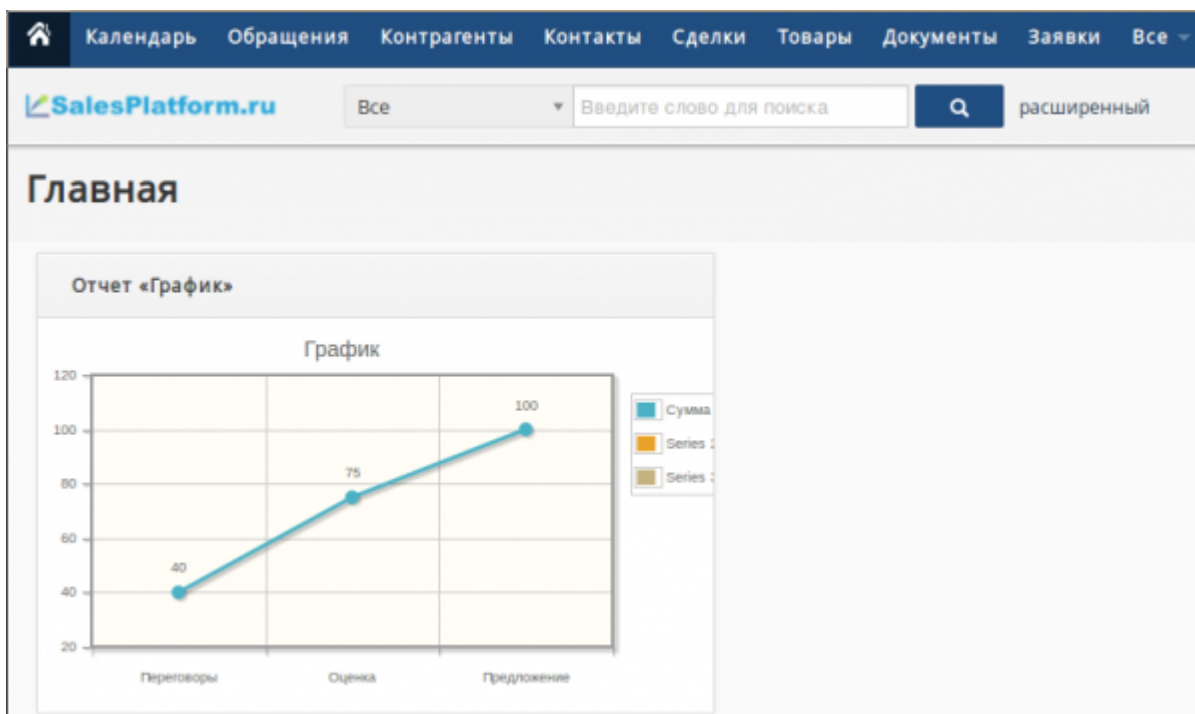 Календарь Обращения Контрагенты Контакты Сделки Товары Документы Заявки Все
SalesPlatform.ru Все Введите слово для поиска расширенный
Главная
Отчет «График»
График
120
100
80
60
40
20
40
75
100
Переговоры Оценка Предложение
Сумма
Series
Series